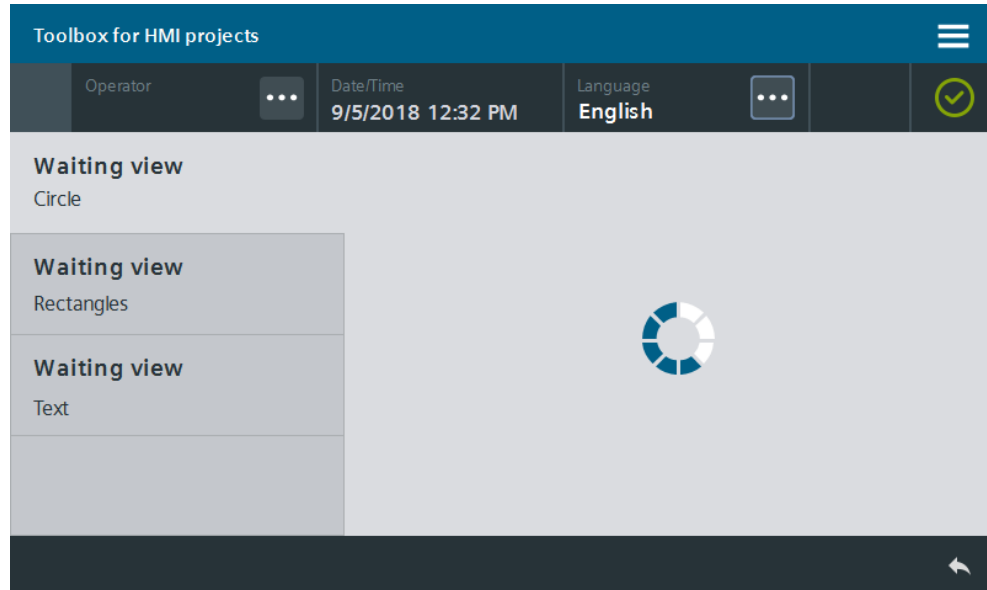 Toolbox for HMI projects
Operator
Date/Time
9/5/2018 12:32 PM
Language
English
Waiting view
Circle
Waiting view
Rectangles
Waiting view
Text